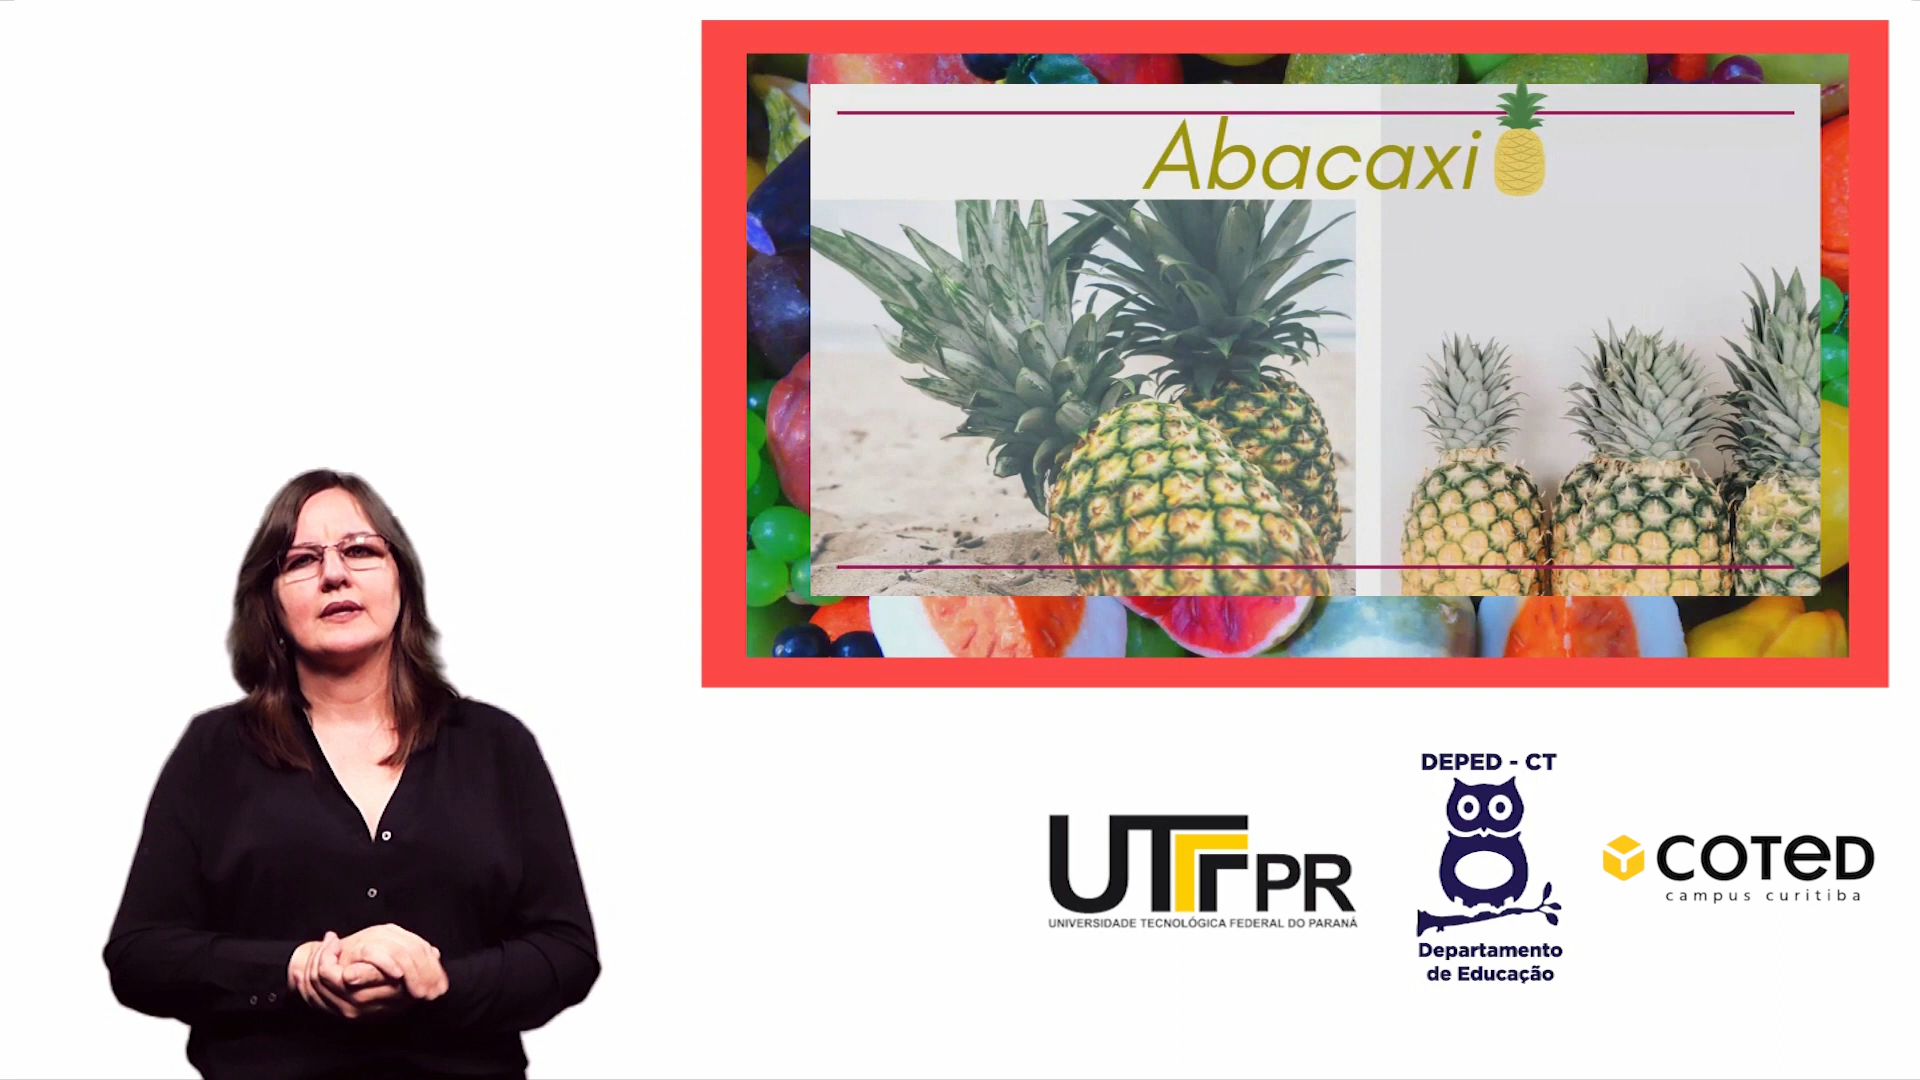 Abacaxi
DEPED - CT
UTFPR
UNIVERSIDADE TECNOLÓGICA FEDERAL DO PARANÁ
COTED
campus curitiba
Departamento
de Educação